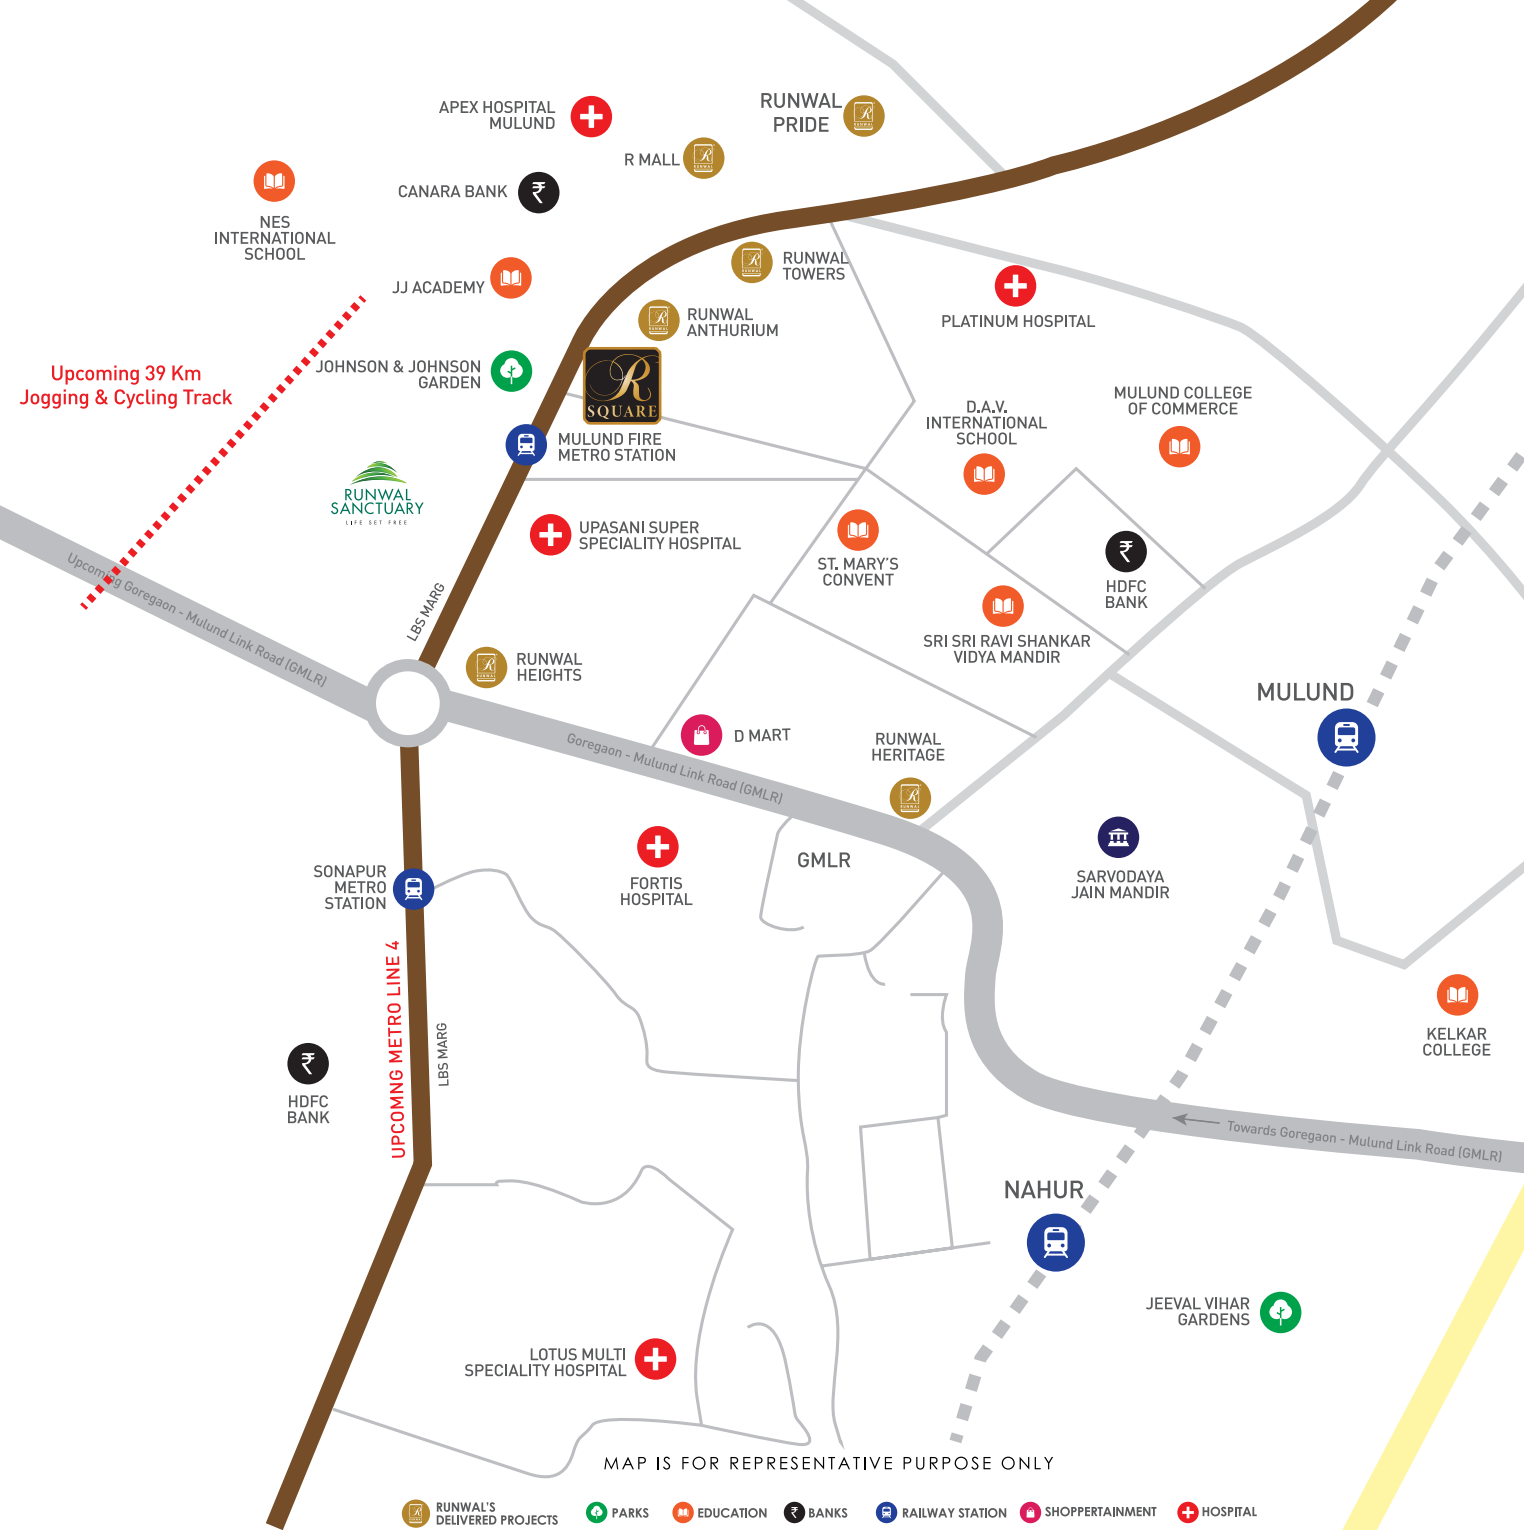 RUNWAL
PRIDE
APEX HOSPITAL
MULUND
R MALL
CANARA BANK
NES
INTERNATIONAL
SCHOOL
RUNWAL
TOWERS
JJ ACADEMY
RUNWAL
ANTHURIUM
PLATINUM HOSPITAL
Upcoming 39 Km
Jogging & Cycling Track
JOHNSON & JOHNSON
GARDEN
R
SQUARE
MULUND COLLEGE
OF COMMERCE
D.A.V.
INTERNATIONAL
SCHOOL
MULUND FIRE
METRO STATION
RUNWAL
SANCTUARY
LIFE SET FREE
UPASANI SUPER
SPECIALITY HOSPITAL
ST. MARY'S
CONVENT
HDFC
BANK
Upcoming Goregaon - Mulund Link Road (GMLR)
LBS MARG
SRI SRI RAVI SHANKAR
VIDYA MANDIR
RUNWAL
HEIGHTS
MULUND
D MART
Goregaon - Mulund Link Road (GMLR)
RUNWAL
HERITAGE
GMLR
SONAPUR
METRO
STATION
FORTIS
HOSPITAL
SARVODAYA
JAIN MANDIR
UPCOMNG METRO LINE 4
LBS MARG
KELKAR
COLLEGE
HDFC
BANK
Towards Goregaon - Mulund Link Road (GMLR)
NAHUR
JEEVAL VIHAR
GARDENS
LOTUS MULTI
SPECIALITY HOSPITAL
MAP IS FOR REPRESENTATIVE PURPOSE ONLY
RUNWAL'S
DELIVERED PROJECTS
PARKS
EDUCATION
BANKS
RAILWAY STATION
SHOPPERTAINMENT
HOSPITAL